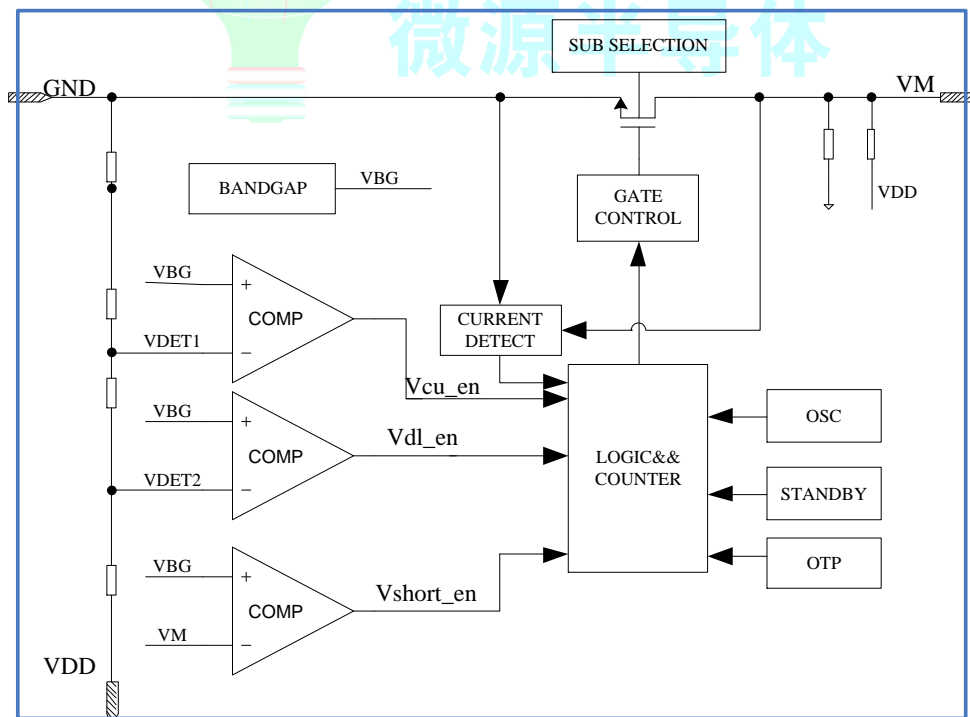 微源半导体
SUB SELECTION
GND
VM
BANDGAP
VBG
GATE
CONTROL
VDD
VBG
+
COMP
VDET1
−
CURRENT
DETECT
Vcu_en
VBG
+
COMP
Vdl_en
VDET2
−
LOGIC&&
COUNTER
OSC
STANDBY
OTP
VBG
+
COMP
Vshort_en
VM
−
VDD